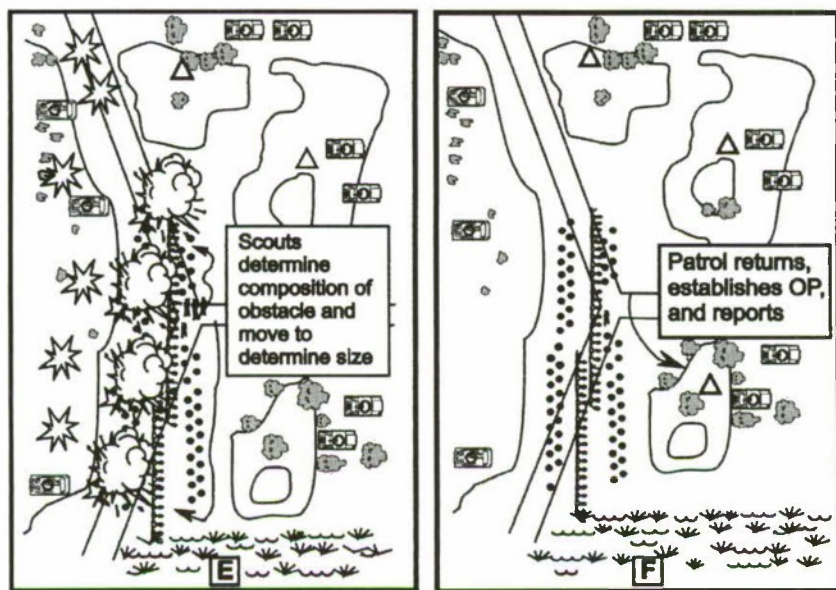 Scouts
determine
composition of
obstacle and
move to
determine size
E
Patrol returns,
establishes OP,
and reports
F